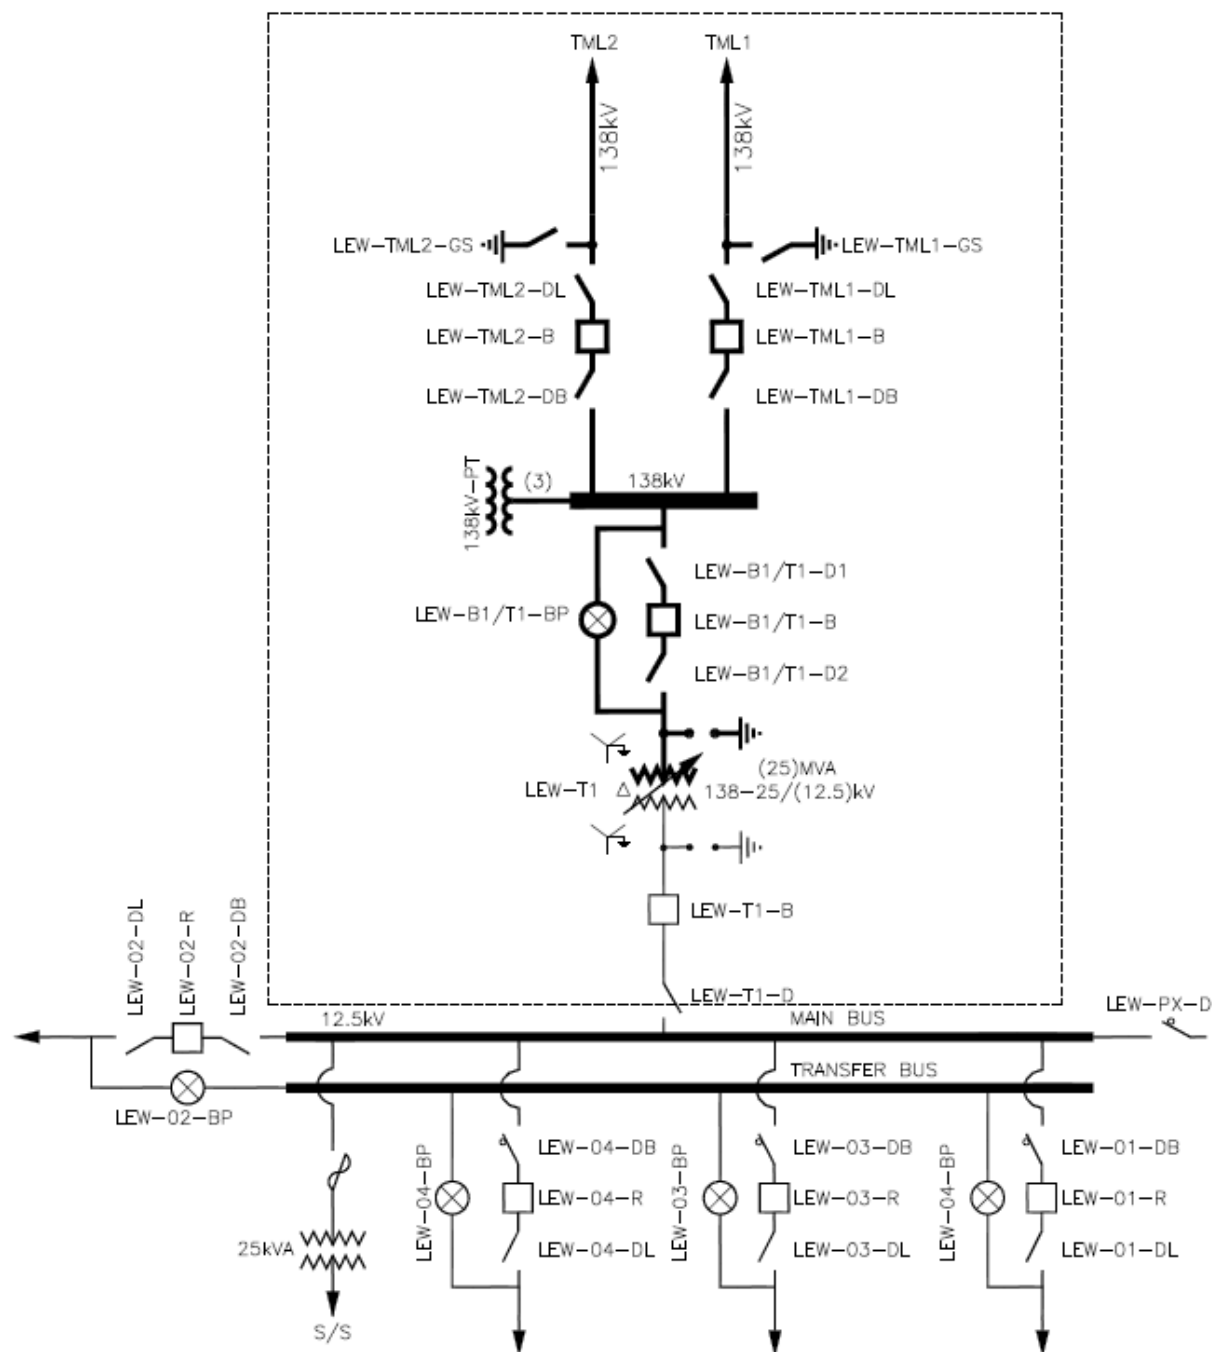 TML2
TML1
138kV
138kV
LEW-TML2-GS
LEW-TML1-GS
LEW-TML2-DL
LEW-TML1-DL
LEW-TML2-B
LEW-TML1-B
LEW-TML2-DB
LEW-TML1-DB
138kV-PT
(3)
138kV
LEW-B1/T1-D1
LEW-B1/T1-BP
LEW-B1/T1-B
LEW-B1/T1-D2
(25)MVA
LEW-T1
138-25/(12.5)kV
LEW-T1-B
LEW-02-DL
LEW-02-R
LEW-02-DB
LEW-T1-D
LEW-PX-D
12.5kV
MAIN BUS
TRANSFER BUS
LEW-02-BP
LEW-04-BP
LEW-04-DB
LEW-04-R
LEW-04-DL
LEW-03-BP
LEW-03-DB
LEW-03-R
LEW-03-DL
LEW-04-BP
LEW-01-DB
LEW-01-R
LEW-01-DL
25kVA
S/S